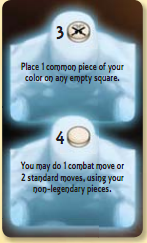 3
Place 1 common piece of your
color on any empty square.
4
You may do 1 combat move or
2 standard moves, using your
non-legendary pieces.